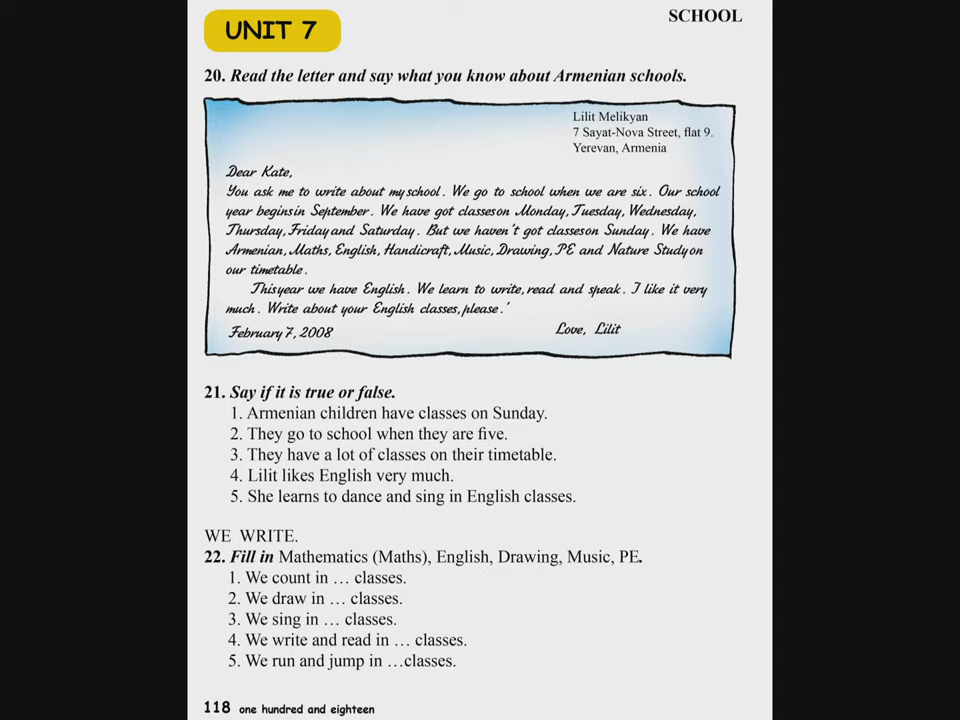 SCHOOL
UNIT 7
20. Read the letter and say what you know about Armenian schools.
Lilit Melikyan
7 Sayat-Nova Street, flat 9.
Yerevan, Armenia
Dear Kate,
You ask me to write about my school. We go to school when we are six. Our school
year begins in September. We have got classes on Monday, Tuesday, Wednesday,
Thursday, Friday and Saturday. But we haven't got classes on Sunday. We have
Armenian, Maths, English, Handicraft, Music, Drawing, PE and Nature Study on
our timetable.
This year we have English. We learn to write, read and speak. I like it very
much. Write about your English classes, please.'
February 7, 2008 Love, Lilit
21. Say if it is true or false.
1. Armenian children have classes on Sunday.
2. They go to school when they are five.
3. They have a lot of classes on their timetable.
4. Lilit likes English very much.
5. She learns to dance and sing in English classes.
WE WRITE.
22. Fill in Mathematics (Maths), English, Drawing, Music, PE.
1. We count in … classes.
2. We draw in … classes.
3. We sing in … classes.
4. We write and read in … classes.
5. We run and jump in …classes.
118 one hundred and eighteen